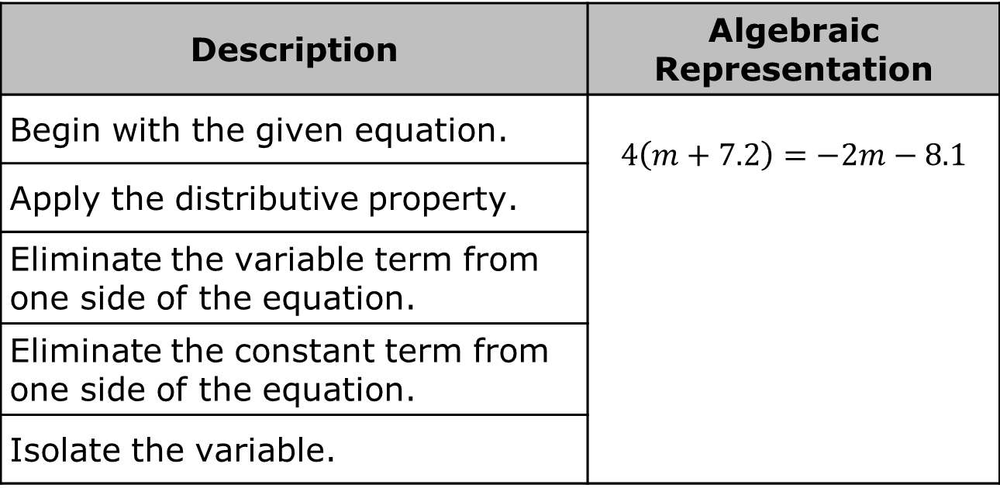 Description
Algebraic
Representation
Begin with the given equation.
4(m + 7.2) = −2m − 8.1
Apply the distributive property.
Eliminate the variable term from
one side of the equation.
Eliminate the constant term from
one side of the equation.
Isolate the variable.